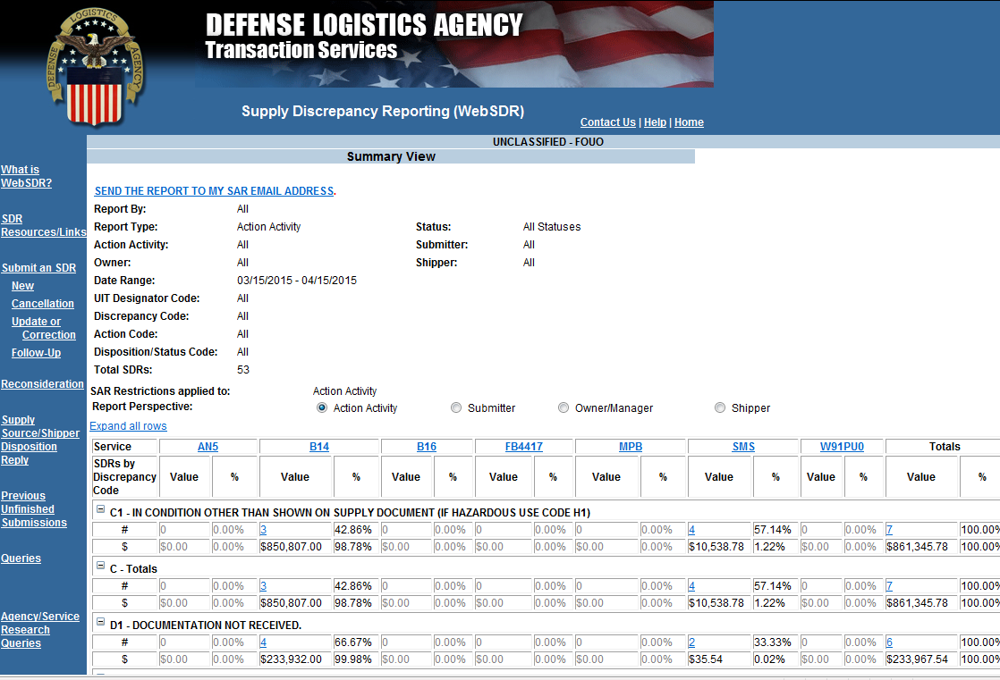 DEFENSE LOGISTICS AGENCY
DEFENSE LOGISTICS AGENCY
Transaction Services
Supply Discrepancy Reporting (WebSDR)
Contact Us | Help | Home
UNCLASSIFIED - FOUO
Summary View
What is
WebSDR?
SDR
Resources/Links
Submit an SDR
New
Cancellation
Update or
Correction
Follow-Up
Reconsideration
Supply
Source/Shipper
Disposition
Reply
Previous
Unfinished
Submissions
Queries
Agency/Service
Research
Queries
SEND THE REPORT TO MY SAR EMAIL ADDRESS.
Report By: All
Report Type: Action Activity Status: All Statuses
Action Activity: All Submitter: All
Owner: All Shipper: All
Date Range: 03/15/2015 - 04/15/2015
UIT Designator Code: All
Discrepancy Code: All
Action Code: All
Disposition/Status Code: All
Total SDRs: 53
SAR Restrictions applied to: Action Activity
Report Perspective: Action Activity Submitter Owner/Manager Shipper
Expand all rows
Service AN5 B14 B16 FB4417 MPB SMS W91PU0 Totals
SDRs by
Discrepancy
Code
Value % Value % Value % Value % Value % Value % Value % Value %
C1 - IN CONDITION OTHER THAN SHOWN ON SUPPLY DOCUMENT (IF HAZARDOUS USE CODE H1)
# 0 0.00% 3 42.86% 0 0.00% 0 0.00% 0 0.00% 4 57.14% 0 0.00% 7 100.00%
$ $0.00 0.00% $850,807.00 98.78% $0.00 0.00% $0.00 0.00% $0.00 0.00% $10,538.78 1.22% $0.00 0.00% $861,345.78 100.00%
C - Totals
# 0 0.00% 3 42.86% 0 0.00% 0 0.00% 0 0.00% 4 57.14% 0 0.00% 7 100.00%
$ $0.00 0.00% $850,807.00 98.78% $0.00 0.00% $0.00 0.00% $0.00 0.00% $10,538.78 1.22% $0.00 0.00% $861,345.78 100.00%
D1 - DOCUMENTATION NOT RECEIVED.
# 0 0.00% 4 66.67% 0 0.00% 0 0.00% 0 0.00% 2 33.33% 0 0.00% 6 100.00%
$ $0.00 0.00% $233,932.00 99.98% $0.00 0.00% $0.00 0.00% $0.00 0.00% $35.54 0.02% $0.00 0.00% $233,967.54 100.00%